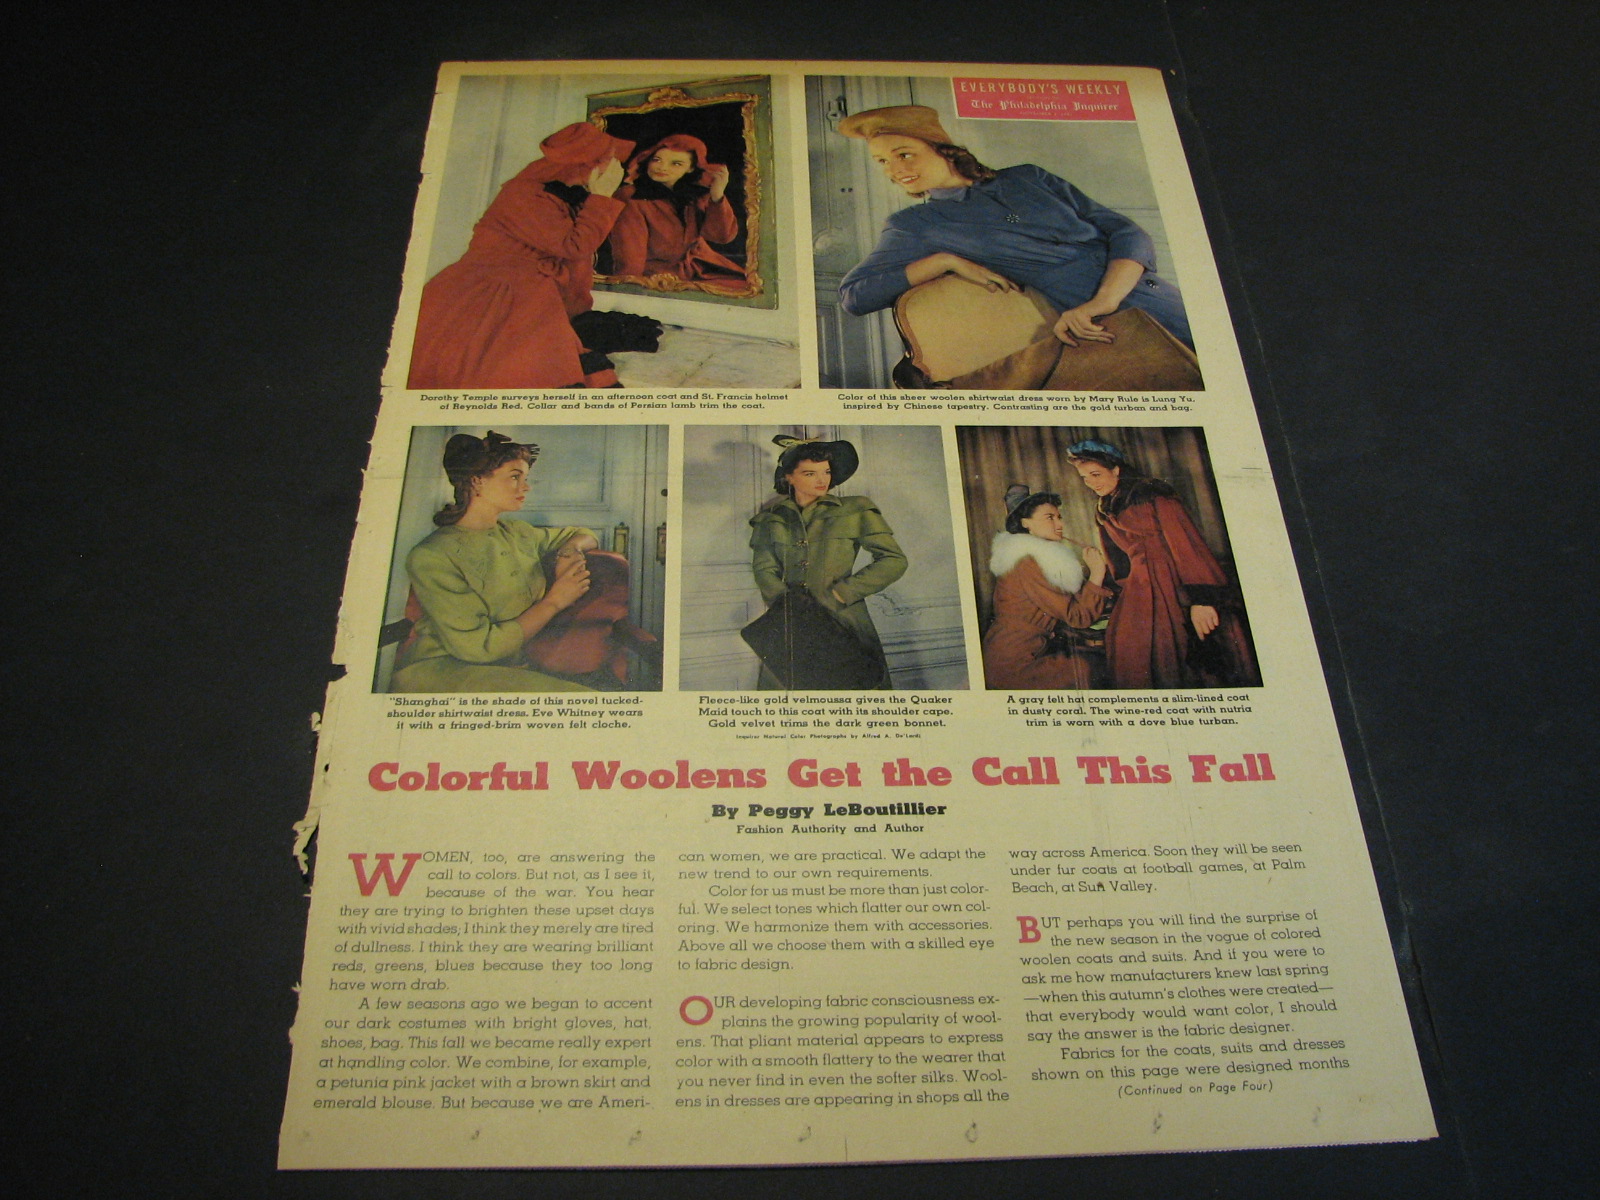 EVERYBODY'S WEEKLY
The Philadelphia Inquirer
Dorothy Temple surveys herself in an afternoon coat and St. Francis helmet
of Reynolds Red. Collar and bands of Persian lamb trim the coat.
Color of this sheer woolen shirtwaist dress worn by Mary Rule is Lung Yu,
inspired by Chinese tapestry. Contrasting are the gold turban and bag.
"Shanghai" is the shade of this novel tucked-
shoulder shirtwaist dress. Eve Whitney wears
it with a fringed-brim woven felt cloche.
Fleece-like gold velmoussa gives the Quaker
Maid touch to this coat with its shoulder cape.
Gold velvet trims the dark green bonnet.
A gray felt hat complements a slim-lined coat
in dusty coral. The wine-red coat with nutria
trim is worn with a dove blue turban.
Inquirer Natural Color Photographs by Alfred A. De'Lardi
Colorful Woolens Get the Call This Fall
By Peggy LeBoutillier
Fashion Authority and Author
WOMEN, too, are answering the
call to colors. But not, as I see it,
because of the war. You hear
they are trying to brighten these upset days
with vivid shades; I think they merely are tired
of dullness. I think they are wearing brilliant
reds, greens, blues because they too long
have worn drab.
A few seasons ago we began to accent
our dark costumes with bright gloves, hat,
shoes, bag. This fall we became really expert
at handling color. We combine, for example,
a petunia pink jacket with a brown skirt and
emerald blouse. But because we are Ameri-
can women, we are practical. We adapt the
new trend to our own requirements.
Color for us must be more than just color-
ful. We select tones which flatter our own col-
oring. We harmonize them with accessories.
Above all we choose them with a skilled eye
to fabric design.
OUR developing fabric consciousness ex-
plains the growing popularity of wool-
ens. That pliant material appears to express
color with a smooth flattery to the wearer that
you never find in even the softer silks. Wool-
ens in dresses are appearing in shops all the
way across America. Soon they will be seen
under fur coats at football games, at Palm
Beach, at Sun Valley.
BUT perhaps you will find the surprise of
the new season in the vogue of colored
woolen coats and suits. And if you were to
ask me how manufacturers knew last spring
—when this autumn's clothes were created—
that everybody would want color, I should
say the answer is the fabric designer.
Fabrics for the coats, suits and dresses
shown on this page were designed months
(Continued on Page Four)